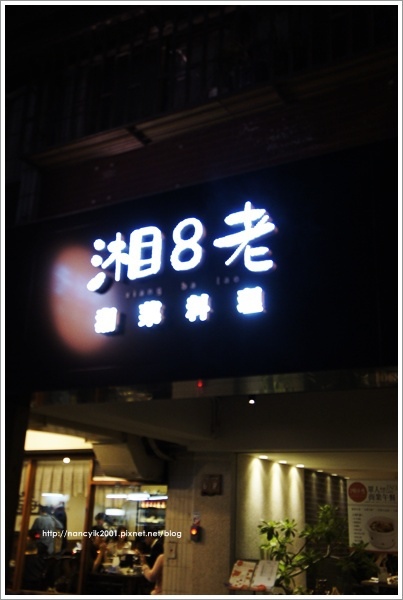 湘8老
xiang ba lao
湘菜料理
http://nancyik2001.pixnet.net/blog